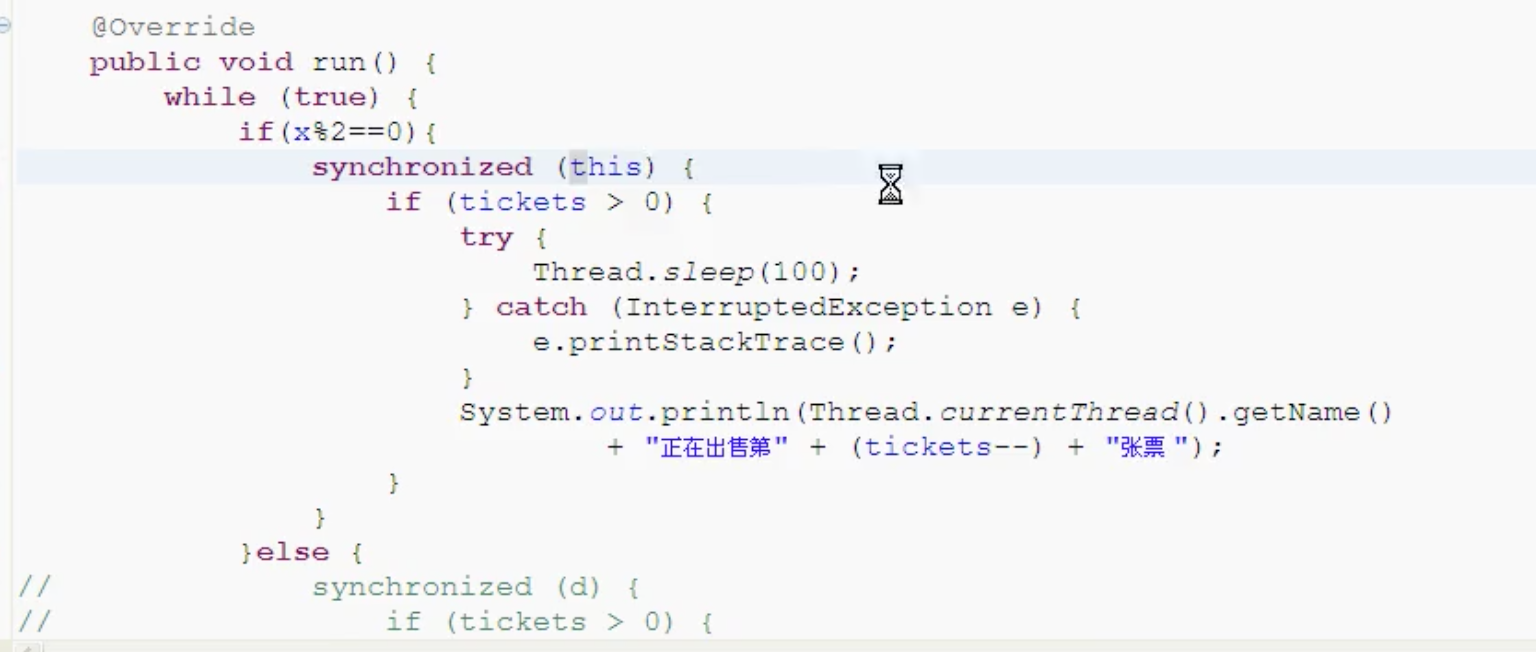 @Override
public void run() {
while (true) {
if(x%2==0){
synchronized (this) {
if (tickets > 0) {
try {
Thread.sleep(100);
} catch (InterruptedException e) {
e.printStackTrace();
}
System.out.println(Thread.currentThread().getName()
+ "正在出售第" + (tickets--) + "张票 ");
}
}
}else {
// synchronized (d) {
// if (tickets > 0) {